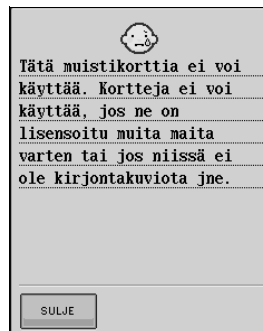 Tätä muistikorttia ei voi
käyttää. Kortteja ei voi
käyttää, jos ne on
lisensoitu muita maita
varten tai jos niissä ei
ole kirjontakuviota jne.
SULJE